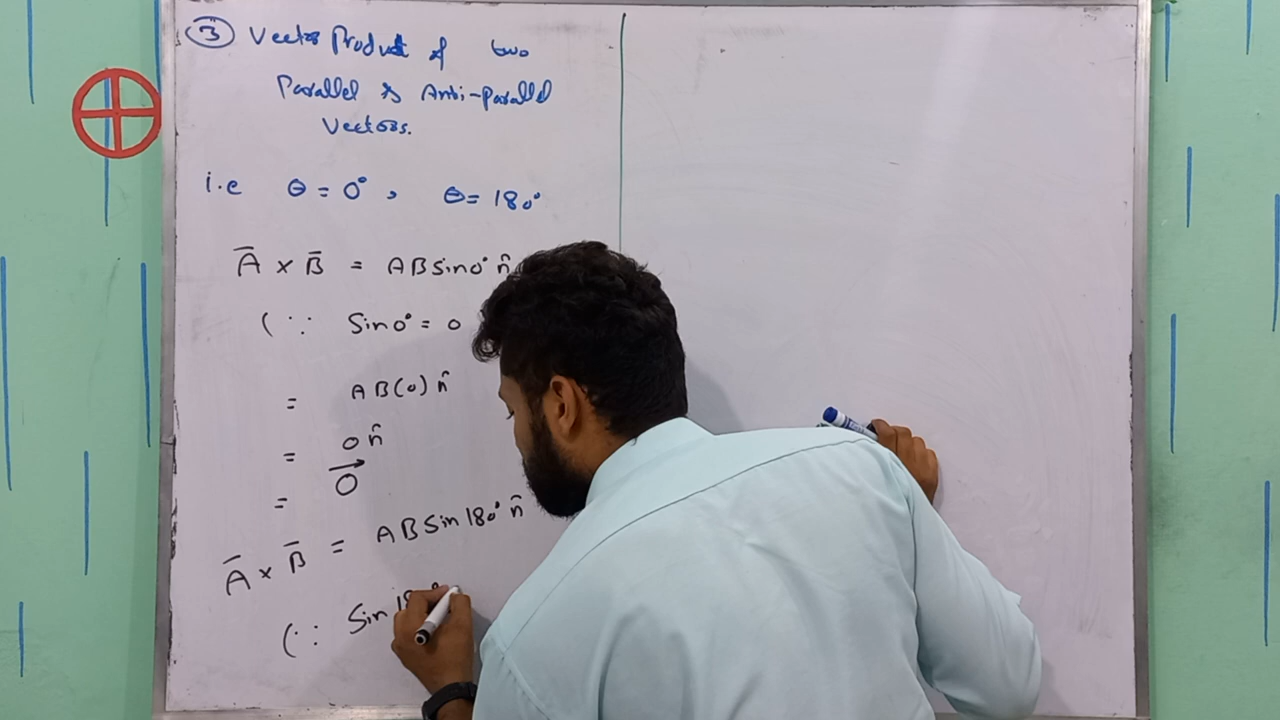 ③ Vector Product of two
Parallel & Anti-parallel
Vectors.
i.e θ = 0° , θ = 180°
A̅ × B̅ = AB sin0° n̂
(∵ Sin0° = 0
= AB(0) n̂
= 0 n̂
= 0⃗
A̅ × B̅ = AB Sin 180° n̂
(∵ Sin